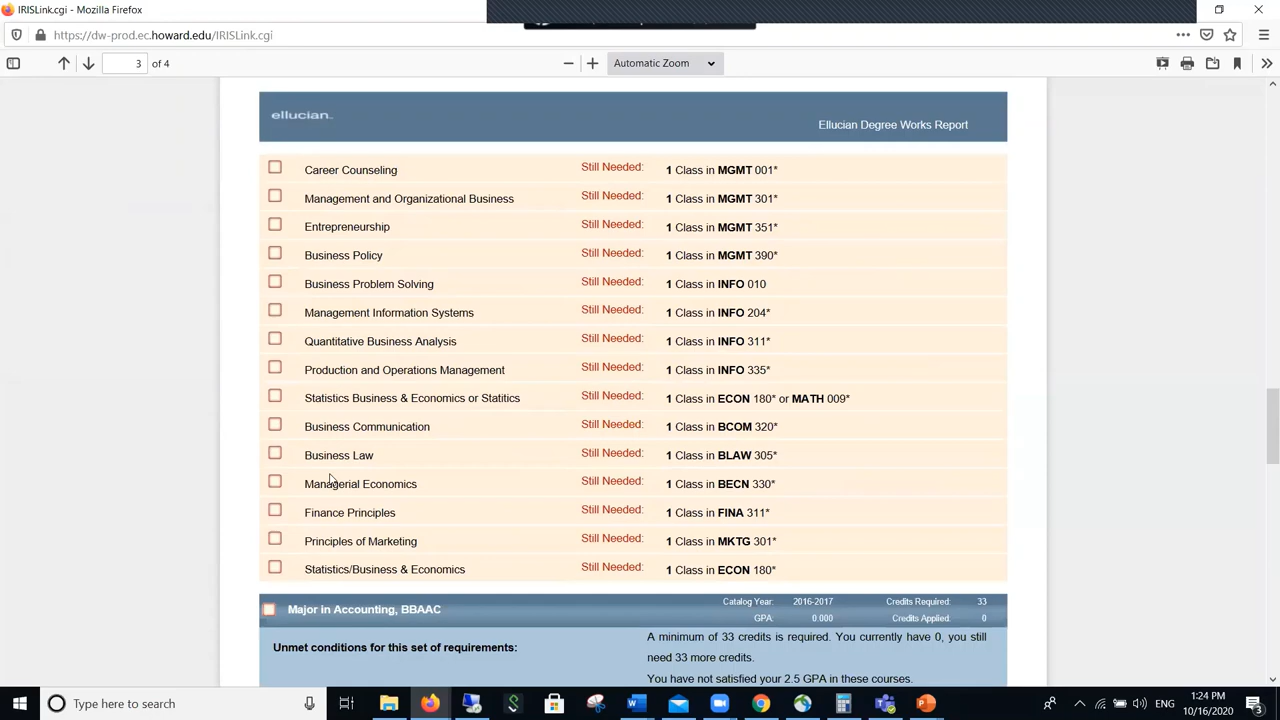 IRISLink.cgi - Mozilla Firefox
https://dw-prod.ec.howard.edu/IRISLink.cgi
3 of 4 Automatic Zoom
ellucian
Ellucian Degree Works Report
Career Counseling Still Needed: 1 Class in MGMT 001*
Management and Organizational Business Still Needed: 1 Class in MGMT 301*
Entrepreneurship Still Needed: 1 Class in MGMT 351*
Business Policy Still Needed: 1 Class in MGMT 390*
Business Problem Solving Still Needed: 1 Class in INFO 010
Management Information Systems Still Needed: 1 Class in INFO 204*
Quantitative Business Analysis Still Needed: 1 Class in INFO 311*
Production and Operations Management Still Needed: 1 Class in INFO 335*
Statistics Business & Economics or Statitics Still Needed: 1 Class in ECON 180* or MATH 009*
Business Communication Still Needed: 1 Class in BCOM 320*
Business Law Still Needed: 1 Class in BLAW 305*
Managerial Economics Still Needed: 1 Class in BECN 330*
Finance Principles Still Needed: 1 Class in FINA 311*
Principles of Marketing Still Needed: 1 Class in MKTG 301*
Statistics/Business & Economics Still Needed: 1 Class in ECON 180*
Major in Accounting, BBAAC
Catalog Year: 2016-2017 Credits Required: 33
GPA: 0.000 Credits Applied: 0
Unmet conditions for this set of requirements:
A minimum of 33 credits is required. You currently have 0, you still
need 33 more credits.
You have not satisfied your 2.5 GPA in these courses.
Type here to search
ENG
1:24 PM
10/16/2020
3